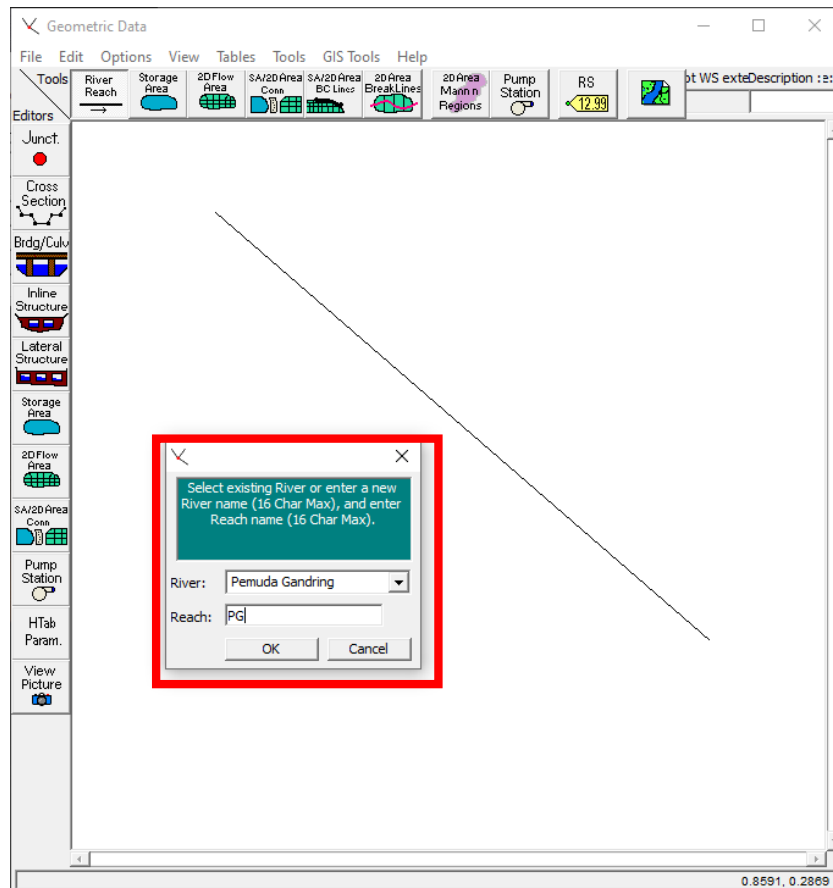 Geometric Data
File Edit Options View Tables Tools GIS Tools Help
Tools
Editors
River
Reach
Storage
Area
2D Flow
Area
SA/2D Area
Conn
SA/2D Area
BC Lines
2D Area
BreakLines
2D Area
Mann n
Regions
Pump
Station
RS
12.99
ot WS exte
Description :
Junct.
Cross
Section
Brdg/Culv
Inline
Structure
Lateral
Structure
Storage
Area
2D Flow
Area
SA/2D Area
Conn
Pump
Station
HTab
Param.
View
Picture
Select existing River or enter a new
River name (16 Char Max), and enter
Reach name (16 Char Max).
River: Pemuda Gandring
Reach: PG
OK Cancel
0.8591, 0.2869